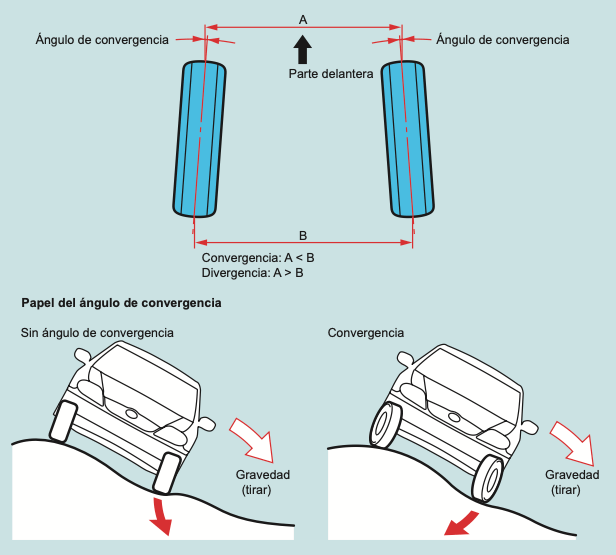 A
Ángulo de convergencia
Ángulo de convergencia
Parte delantera
B
Convergencia: A < B
Divergencia: A > B
Papel del ángulo de convergencia
Sin ángulo de convergencia
Convergencia
Gravedad
(tirar)
Gravedad
(tirar)